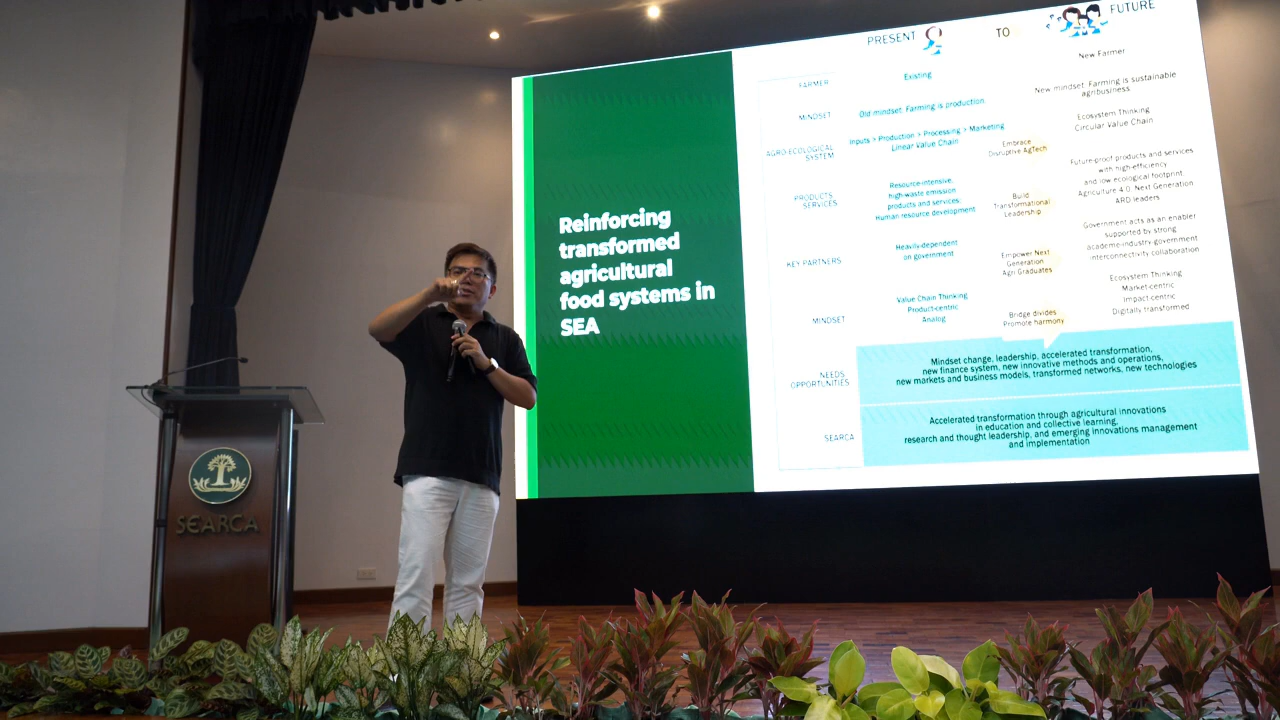 SEARCA
Reinforcing
transformed
agricultural
food systems in
SEA
PRESENT
TO
FUTURE
FARMER
Existing
New Farmer
MINDSET
Old mindset: Farming is production
New mindset: Farming is sustainable
agribusiness
AGRO-ECOLOGICAL
SYSTEM
Inputs > Production > Processing > Marketing
Linear Value Chain
Embrace
Disruptive AgTech
Ecosystem Thinking
Circular Value Chain
PRODUCTS,
SERVICES
Resource-intensive,
high-waste emission
products and services;
Human resource development
Build
Transformational
Leadership
Future-proof products and services
with high-efficiency
and low ecological footprint
Agriculture 4.0: Next Generation
ARD leaders
KEY PARTNERS
Heavily-dependent
on government
Empower Next
Generation
Agri Graduates
Government acts as an enabler
supported by strong
academe-industry-government
interconnectivity collaboration
MINDSET
Value Chain Thinking
Product-centric
Analog
Bridge divides
Promote harmony
Ecosystem Thinking
Market-centric
Impact-centric
Digitally transformed
NEEDS,
OPPORTUNITIES
Mindset change, leadership, accelerated transformation,
new finance system, new innovative methods and operations,
new markets and business models, transformed networks, new technologies
SEARCA
Accelerated transformation through agricultural innovations
in education and collective learning,
research and thought leadership, and emerging innovations management
and implementation